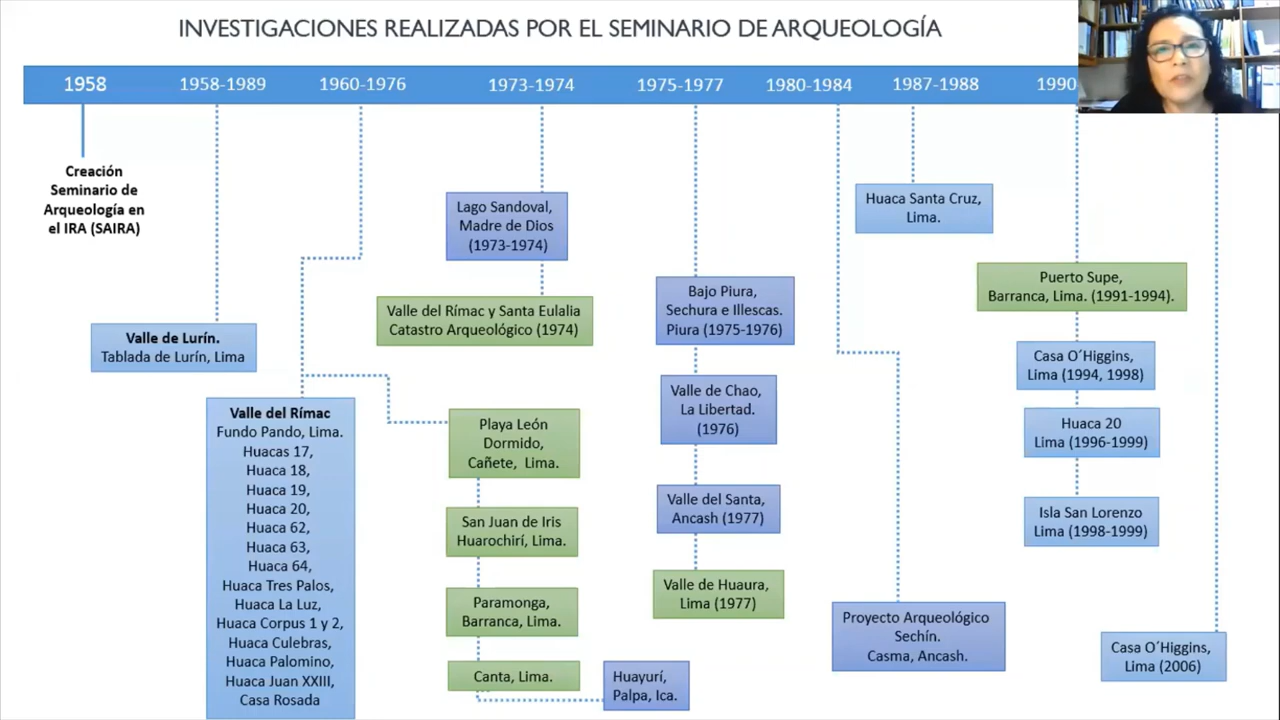 INVESTIGACIONES REALIZADAS POR EL SEMINARIO DE ARQUEOLOGÍA
1958
1958-1989
1960-1976
1973-1974
1975-1977
1980-1984
1987-1988
1990
Creación
Seminario de
Arqueología en
el IRA (SAIRA)
Valle de Lurín.
Tablada de Lurín, Lima
Valle del Rímac
Fundo Pando, Lima.
Huacas 17,
Huaca 18,
Huaca 19,
Huaca 20,
Huaca 62,
Huaca 63,
Huaca 64,
Huaca Tres Palos,
Huaca La Luz,
Huaca Corpus 1 y 2,
Huaca Culebras,
Huaca Palomino,
Huaca Juan XXIII,
Casa Rosada
Lago Sandoval,
Madre de Dios
(1973-1974)
Valle del Rímac y Santa Eulalia
Catastro Arqueológico (1974)
Playa León
Dormido,
Cañete, Lima.
San Juan de Iris
Huarochirí, Lima.
Paramonga,
Barranca, Lima.
Canta, Lima.
Huayurí,
Palpa, Ica.
Bajo Piura,
Sechura e Illescas.
Piura (1975-1976)
Valle de Chao,
La Libertad.
(1976)
Valle del Santa,
Ancash (1977)
Valle de Huaura,
Lima (1977)
Proyecto Arqueológico
Sechín.
Casma, Ancash.
Huaca Santa Cruz,
Lima.
Puerto Supe,
Barranca, Lima. (1991-1994).
Casa O´Higgins,
Lima (1994, 1998)
Huaca 20
Lima (1996-1999)
Isla San Lorenzo
Lima (1998-1999)
Casa O´Higgins,
Lima (2006)